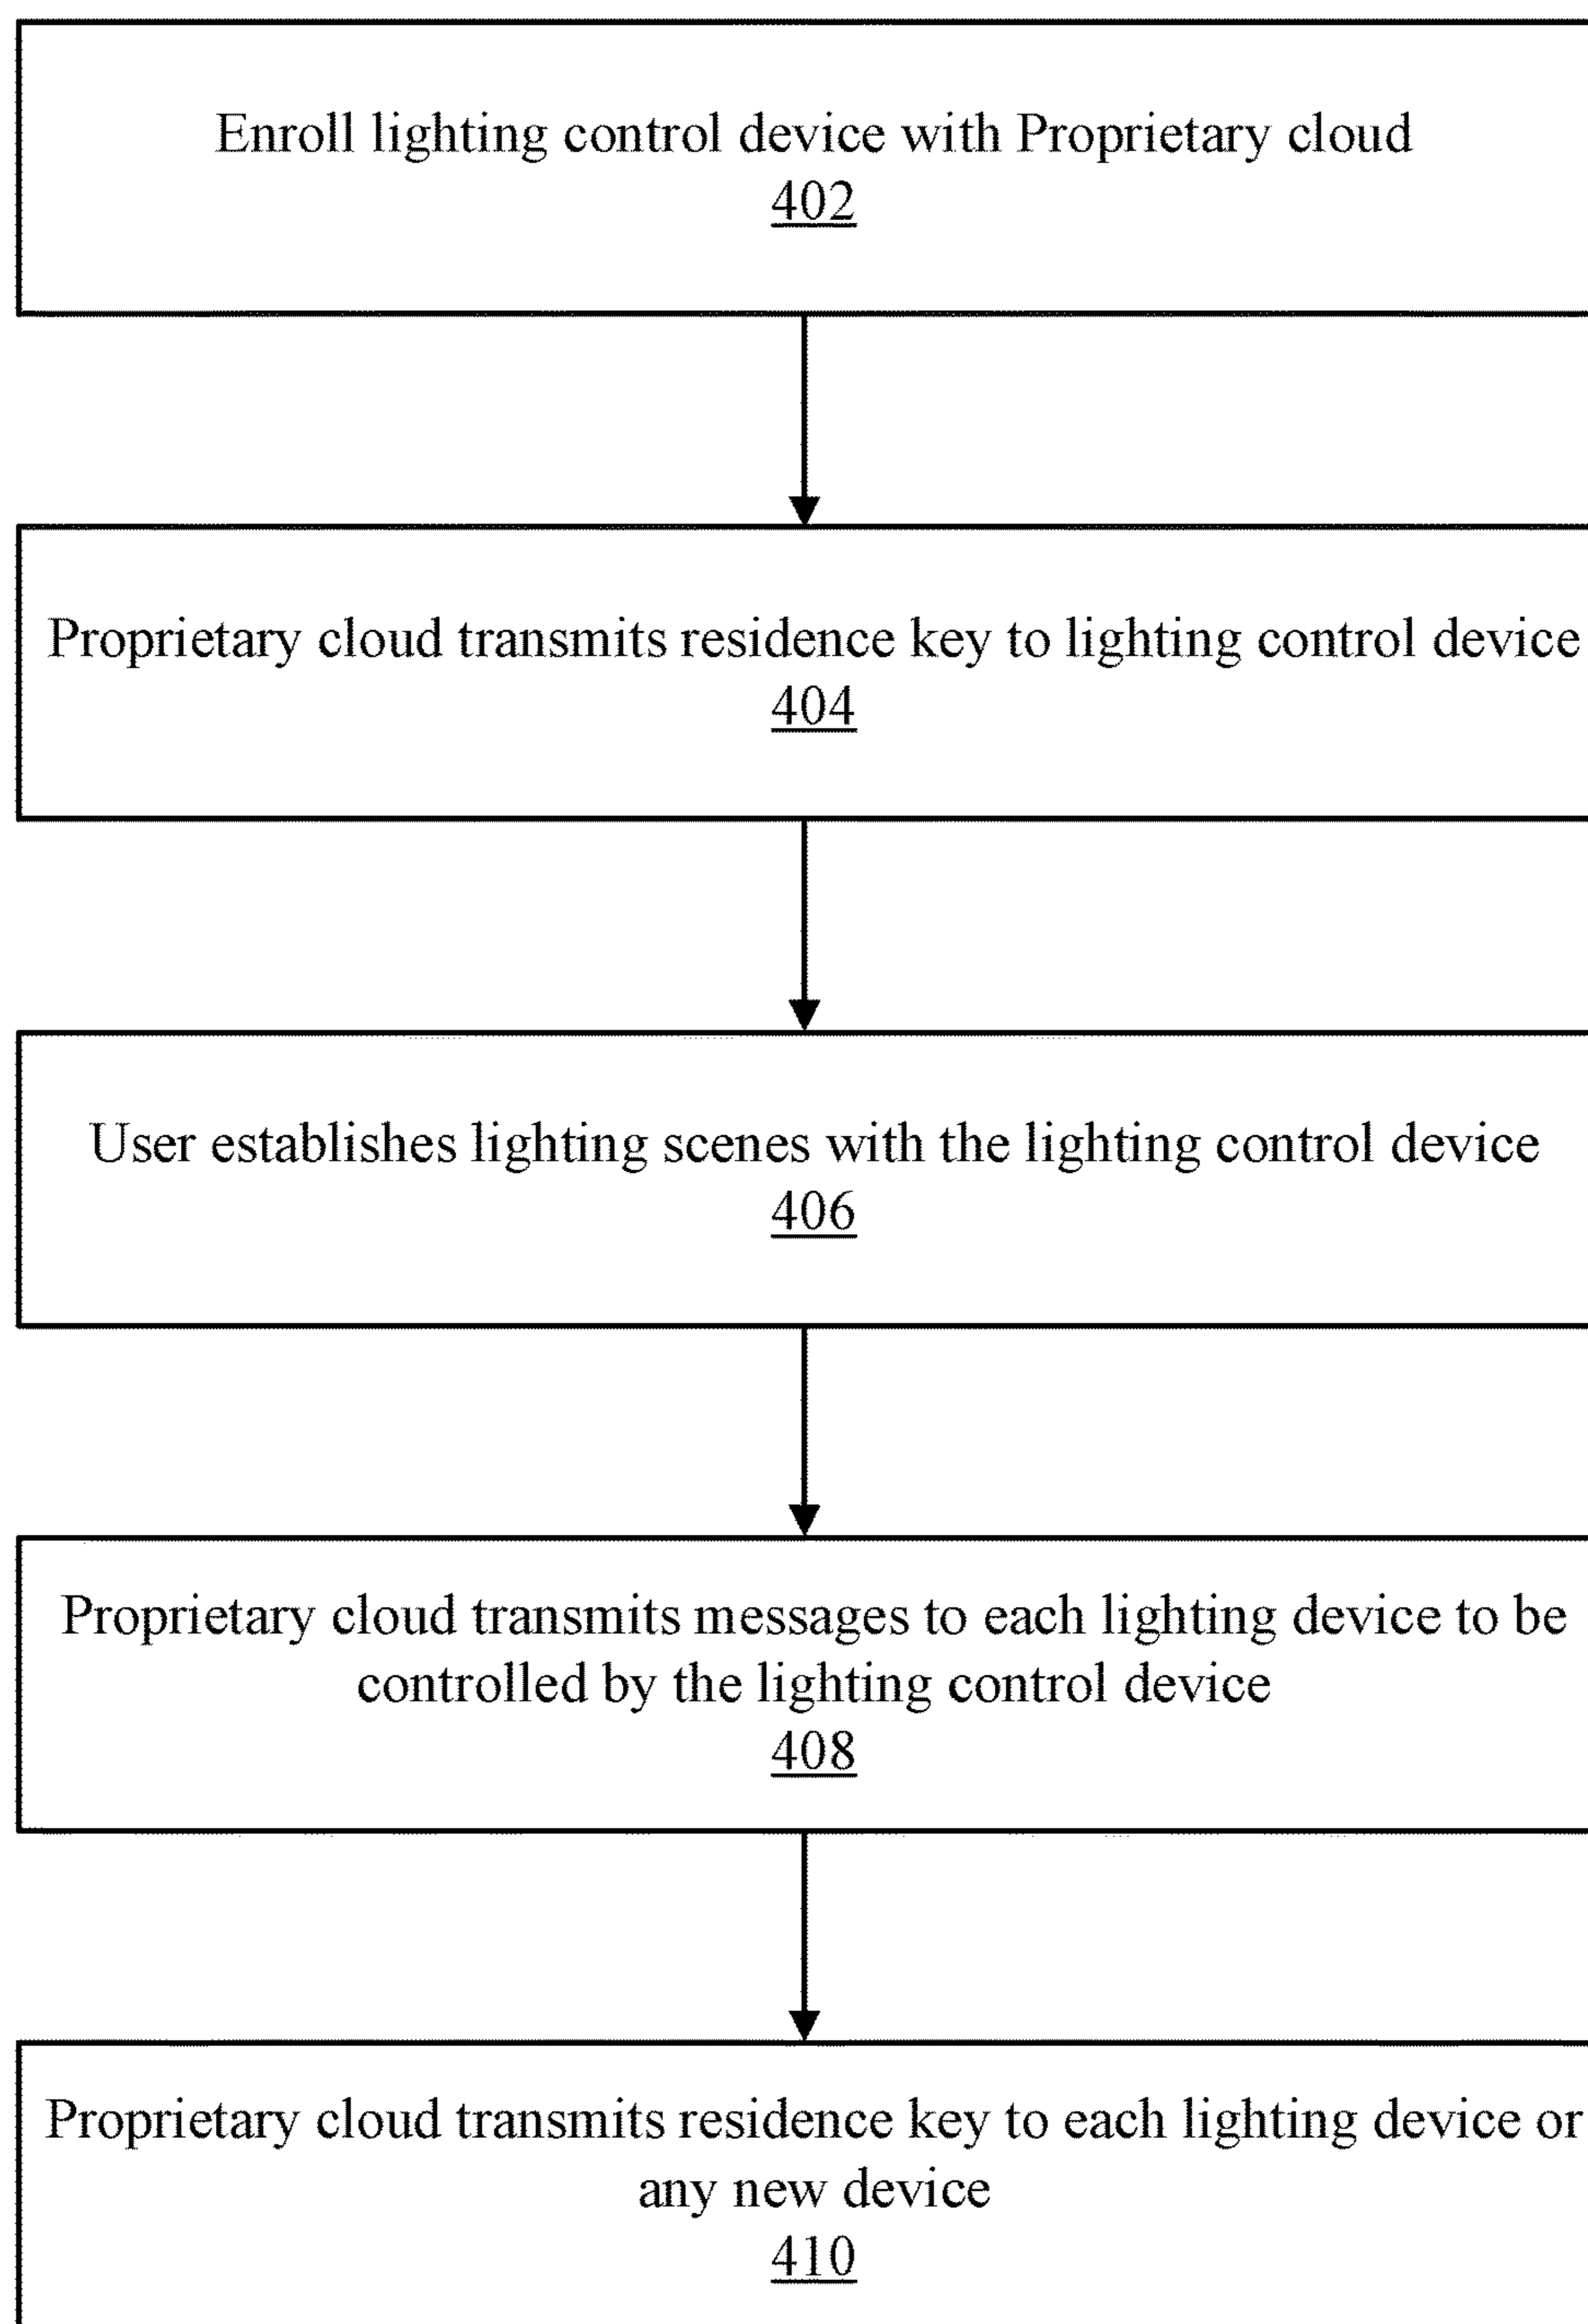 Enroll lighting control device with Proprietary cloud
402
Proprietary cloud transmits residence key to lighting control device
404
User establishes lighting scenes with the lighting control device
406
Proprietary cloud transmits messages to each lighting device to be
controlled by the lighting control device
408
Proprietary cloud transmits residence key to each lighting device or
any new device
410